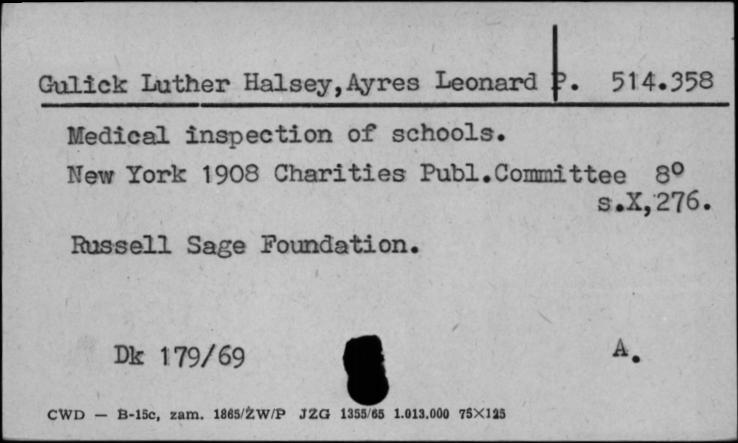 Gulick Luther Halsey,Ayres Leonard P. 514.358
Medical inspection of schools.
New York 1908 Charities Publ.Committee 8º
s.X,276.
Russell Sage Foundation.
Dk 179/69 A.
CWD — B-15c, zam. 1865/ŻW/P JZG 1355/65 1.013.000 75×125